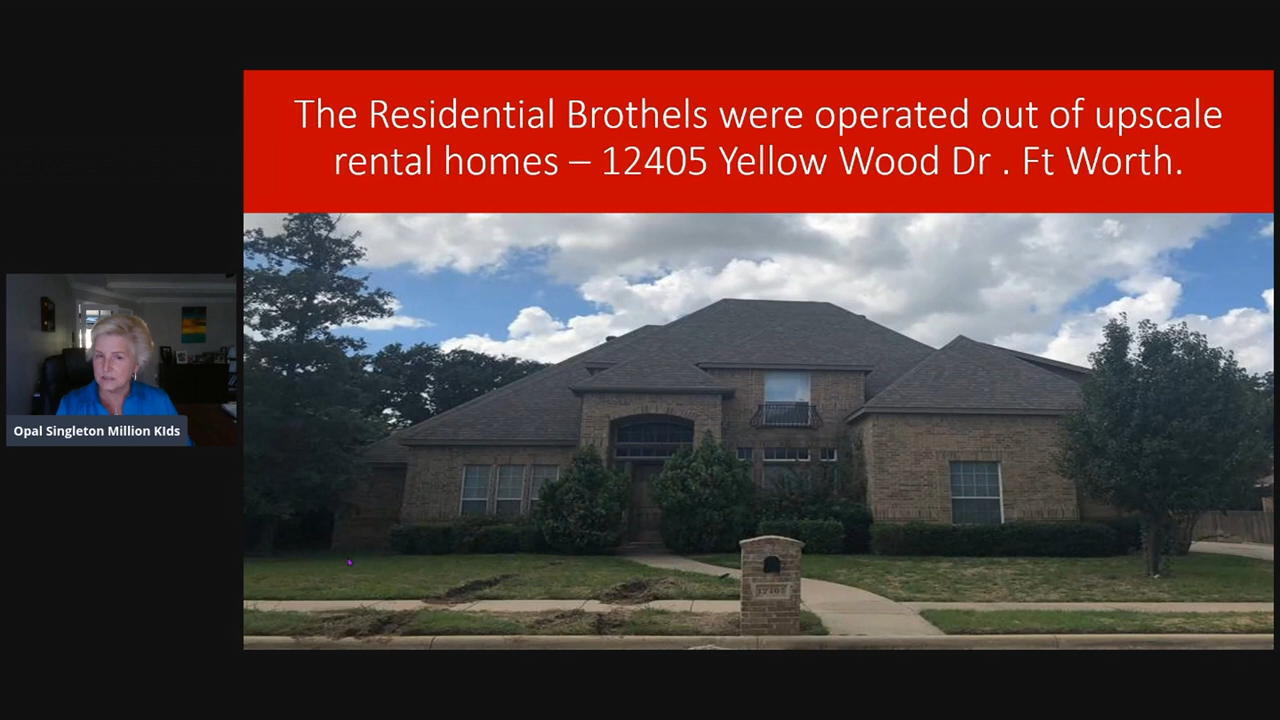 The Residential Brothels were operated out of upscale
rental homes – 12405 Yellow Wood Dr . Ft Worth.
Opal Singleton Million KIds
12405